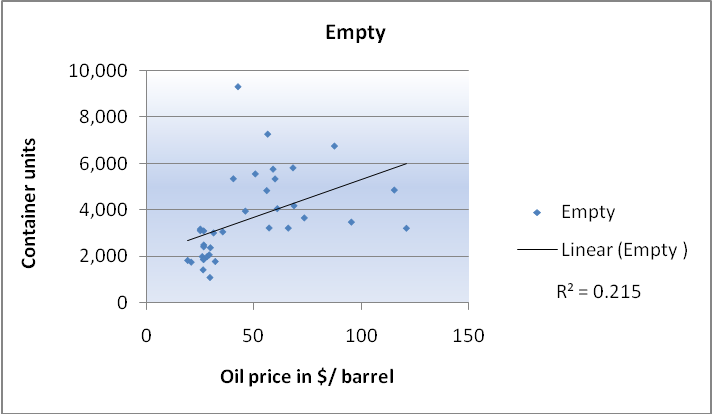 Empty
10,000
8,000
6,000
4,000
2,000
0
Container units
0 50 100 150
Oil price in $/ barrel
Empty
Linear (Empty )
R² = 0.215